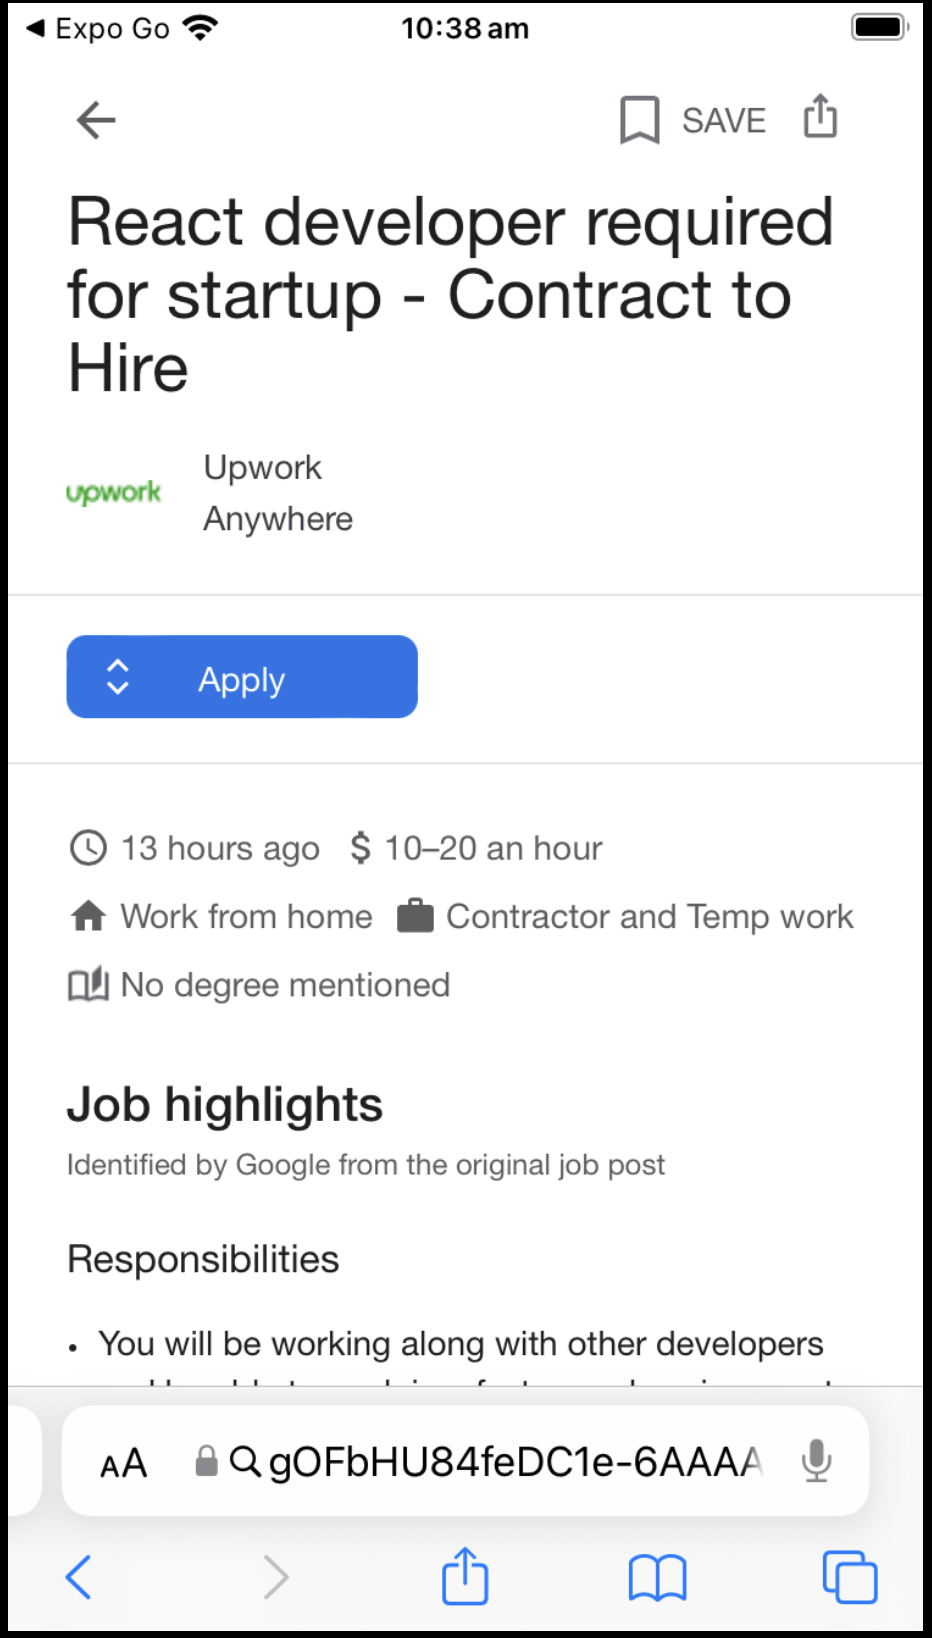 ◀ Expo Go 10:38 am
SAVE
React developer required
for startup - Contract to
Hire
upwork
Upwork
Anywhere
Apply
13 hours ago $ 10–20 an hour
Work from home Contractor and Temp work
No degree mentioned
Job highlights
Identified by Google from the original job post
Responsibilities
• You will be working along with other developers
AA gOFbHU84feDC1e-6AAAA